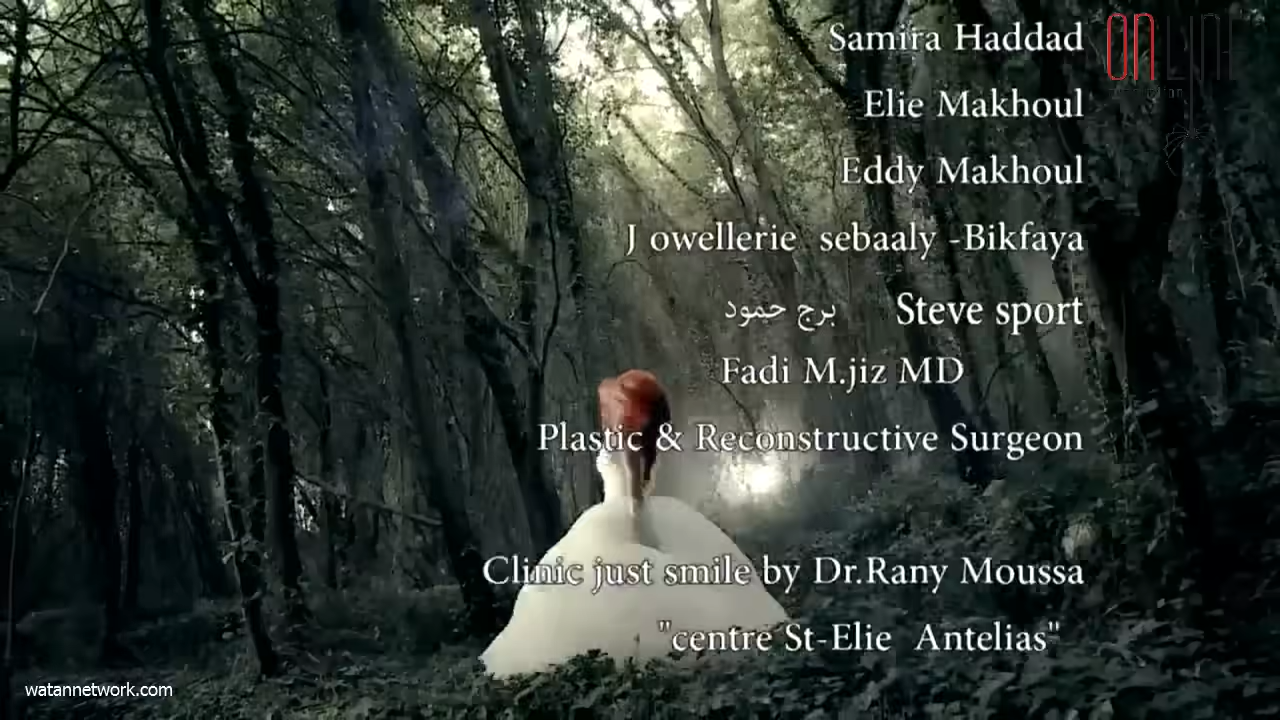 Samira Haddad
ONLINE
Elie Makhoul
Eddy Makhoul
J owellerie sebaaly -Bikfaya
Steve sport برج حمود
Fadi M.jiz MD
Plastic & Reconstructive Surgeon
Clinic just smile by Dr.Rany Moussa
"centre St-Elie Antelias"
watannetwork.com